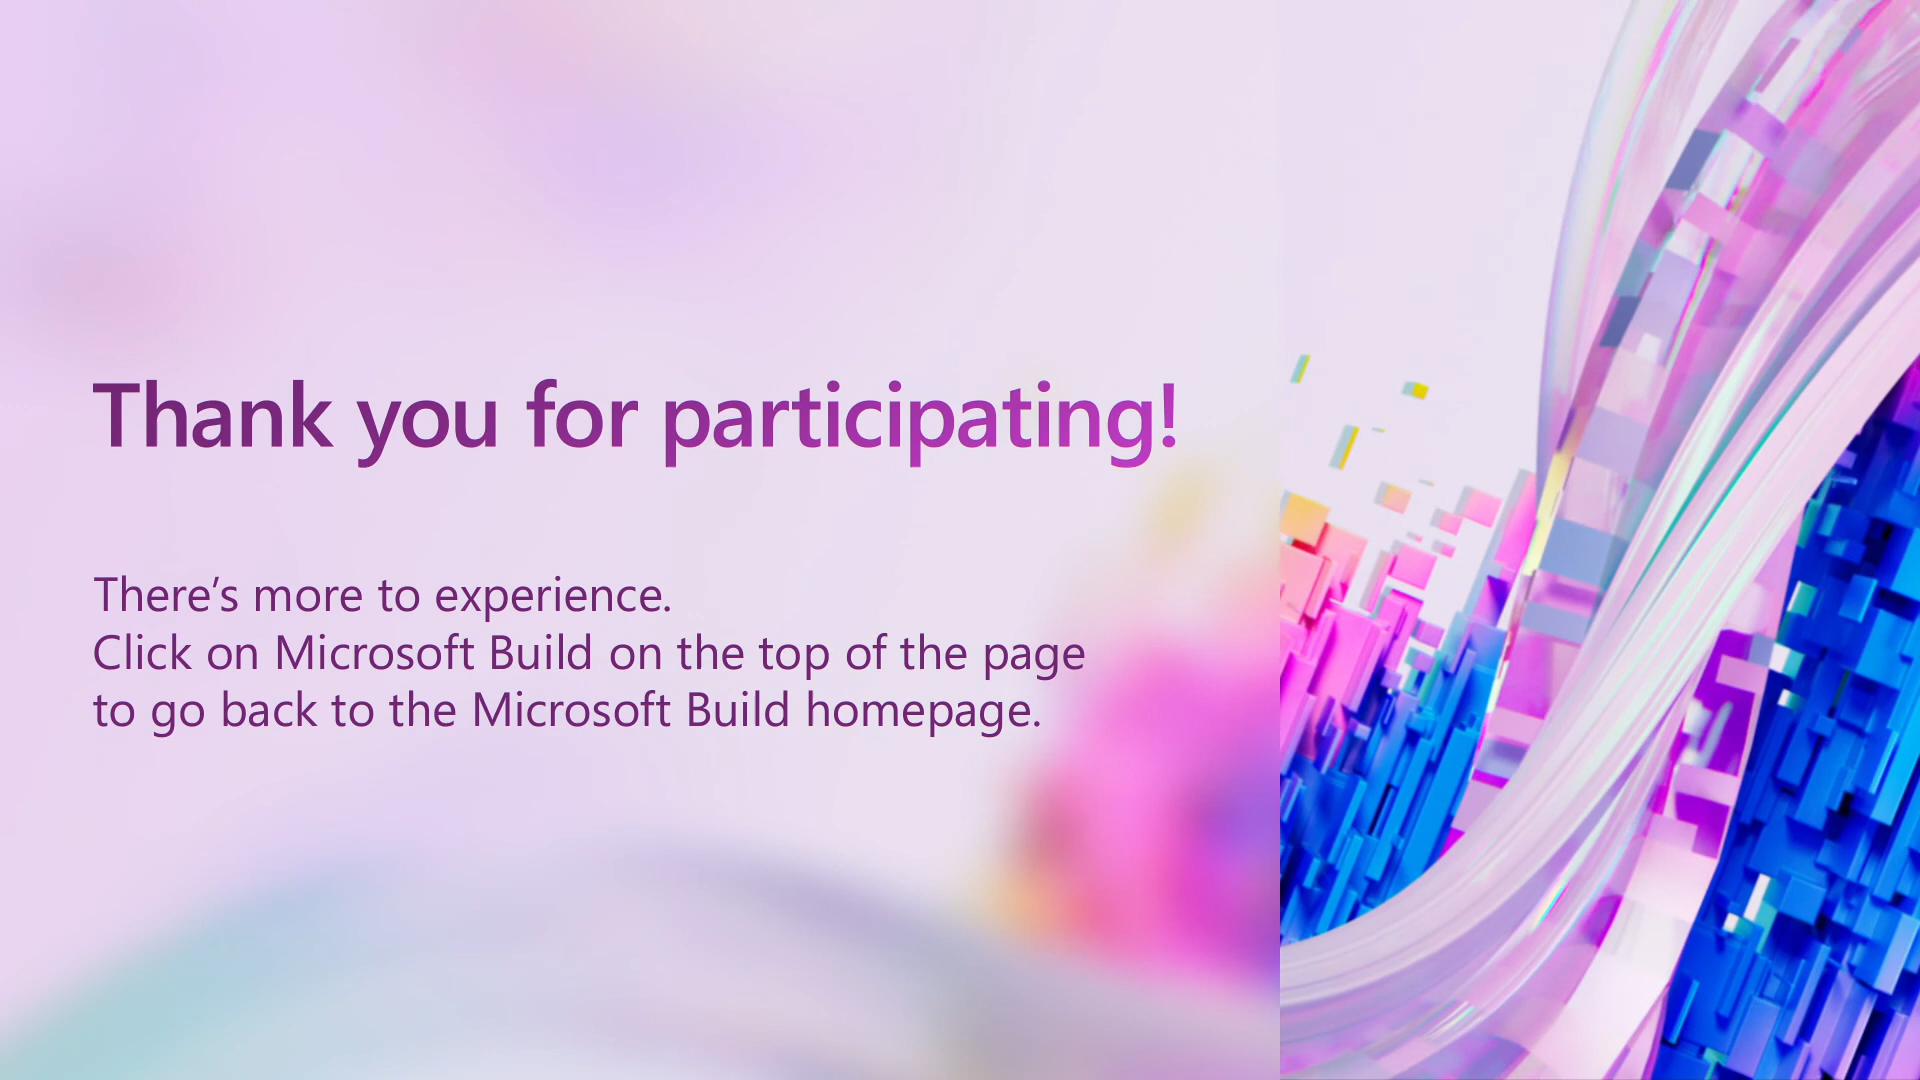 Thank you for participating!
There’s more to experience.
Click on Microsoft Build on the top of the page
to go back to the Microsoft Build homepage.